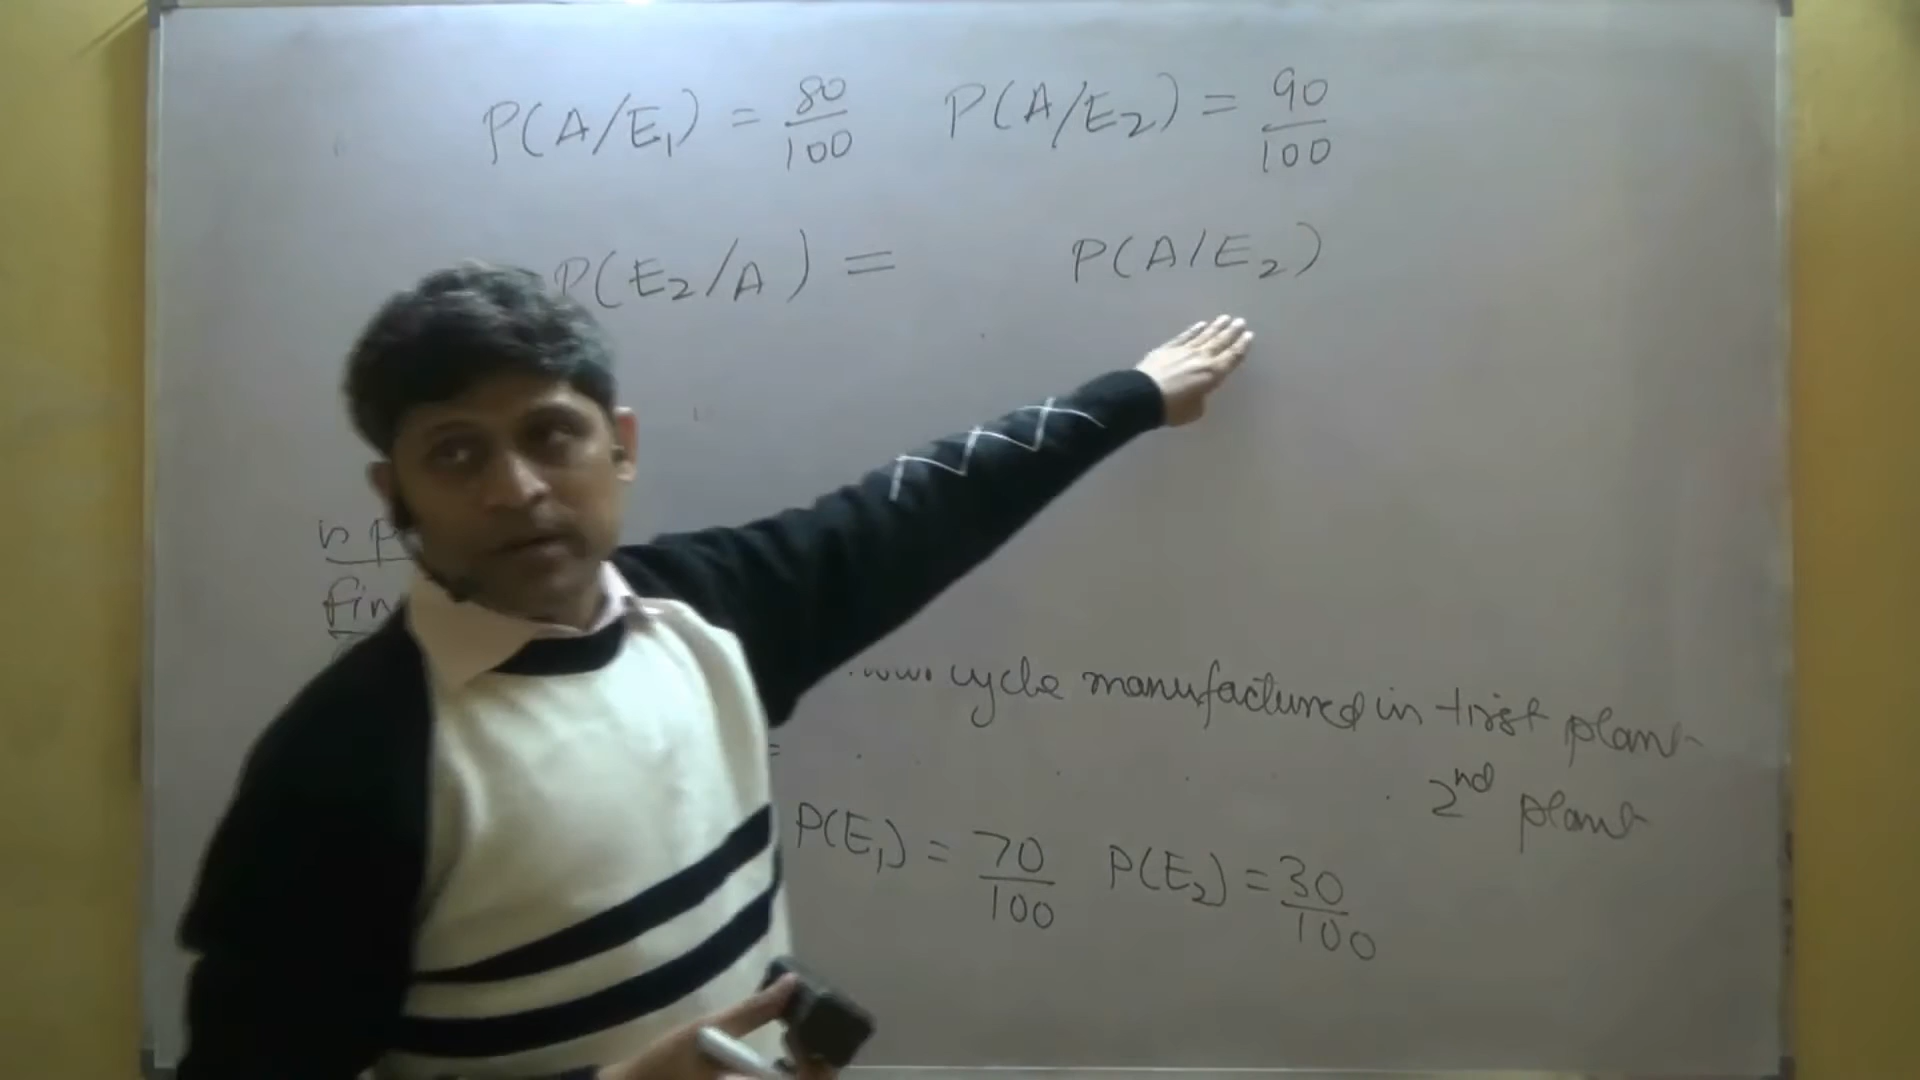 P(A/E₁) = 80/100 P(A/E₂) = 90/100
P(E₂/A) = P(A/E₂)
cycle manufactured in first plant
=
2nd plant
P(E₁) = 70/100 P(E₂) = 30/100